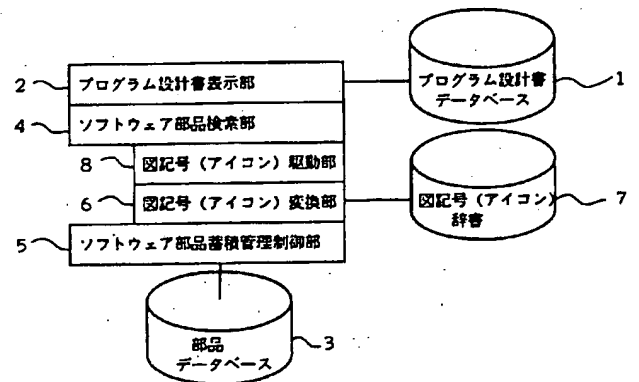 2 プログラム設計書表示部
4 ソフトウェア部品検索部
8 図記号(アイコン)駆動部
6 図記号(アイコン)変換部
5 ソフトウェア部品蓄積管理制御部
プログラム設計書
データベース
1
図記号(アイコン)
辞書
7
部品
データベース
3